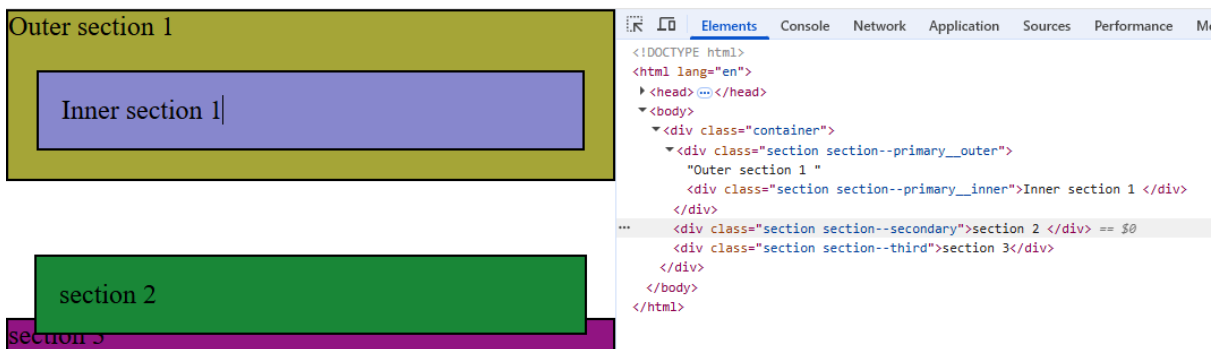 Outer section 1
Inner section 1
section 2
section 3
Elements Console Network Application Sources Performance
<!DOCTYPE html>
<html lang="en">
<head> ... </head>
<body>
<div class="container">
<div class="section section--primary__outer">
"Outer section 1 "
<div class="section section--primary__inner">Inner section 1 </div>
</div>
... <div class="section section--secondary">section 2 </div> == $0
<div class="section section--third">section 3</div>
</div>
</body>
</html>